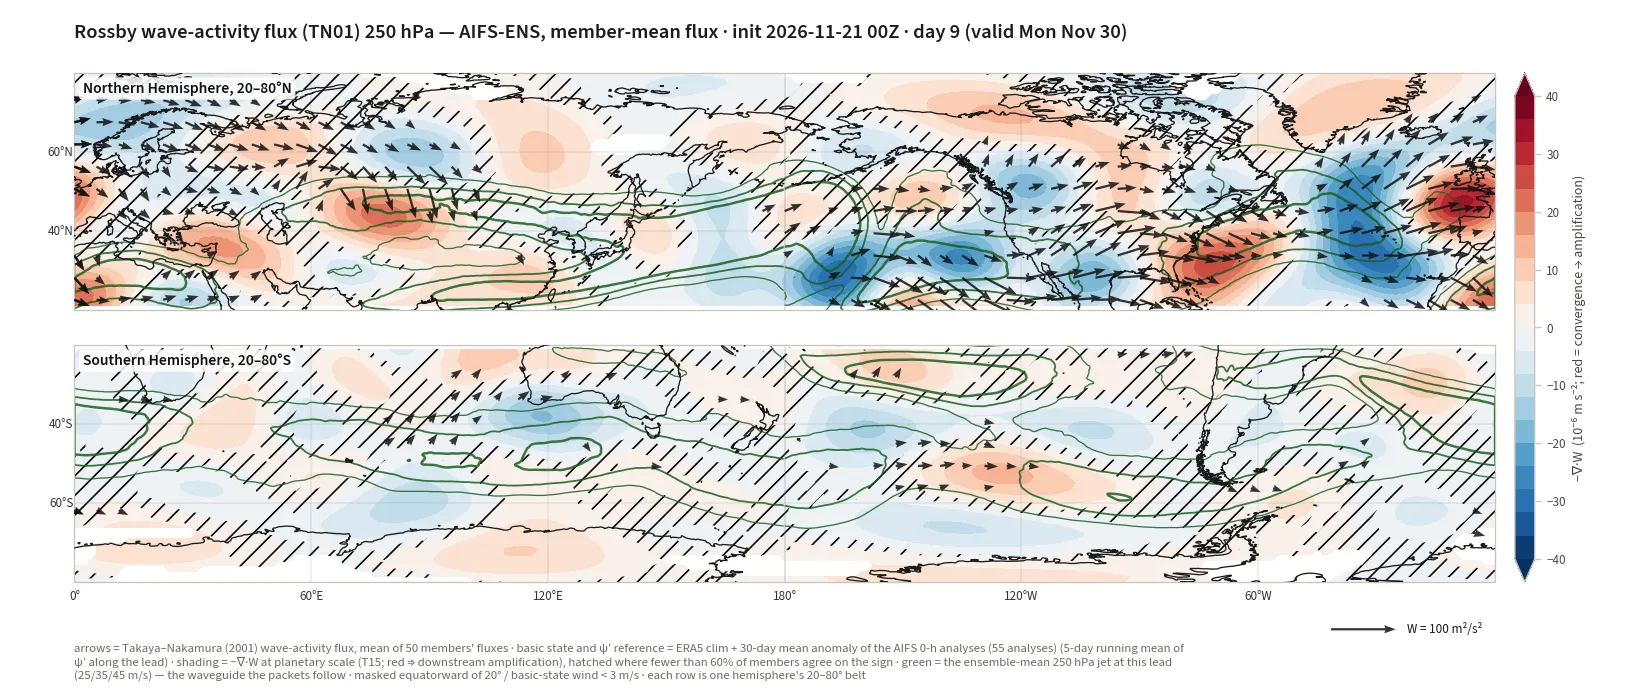 Rossby wave-activity flux (TN01) 250 hPa — AIFS-ENS, member-mean flux · init 2026-11-21 00Z · day 9 (valid Mon Nov 30)
Northern Hemisphere, 20–80°N
60°N
40°N
Southern Hemisphere, 20–80°S
40°S
60°S
0°
60°E
120°E
180°
120°W
60°W
40
30
20
10
0
−10
−20
−30
−40
−∇·W (10⁻⁶ m s⁻²; red = convergence → amplification)
W = 100 m²/s²
arrows = Takaya–Nakamura (2001) wave-activity flux, mean of 50 members' fluxes · basic state and ψ' reference = ERA5 clim + 30-day mean anomaly of the AIFS 0-h analyses (55 analyses) (5-day running mean of
ψ' along the lead) · shading = −∇·W at planetary scale (T15; red ⇒ downstream amplification), hatched where fewer than 60% of members agree on the sign · green = the ensemble-mean 250 hPa jet at this lead
(25/35/45 m/s) — the waveguide the packets follow · masked equatorward of 20° / basic-state wind < 3 m/s · each row is one hemisphere's 20–80° belt